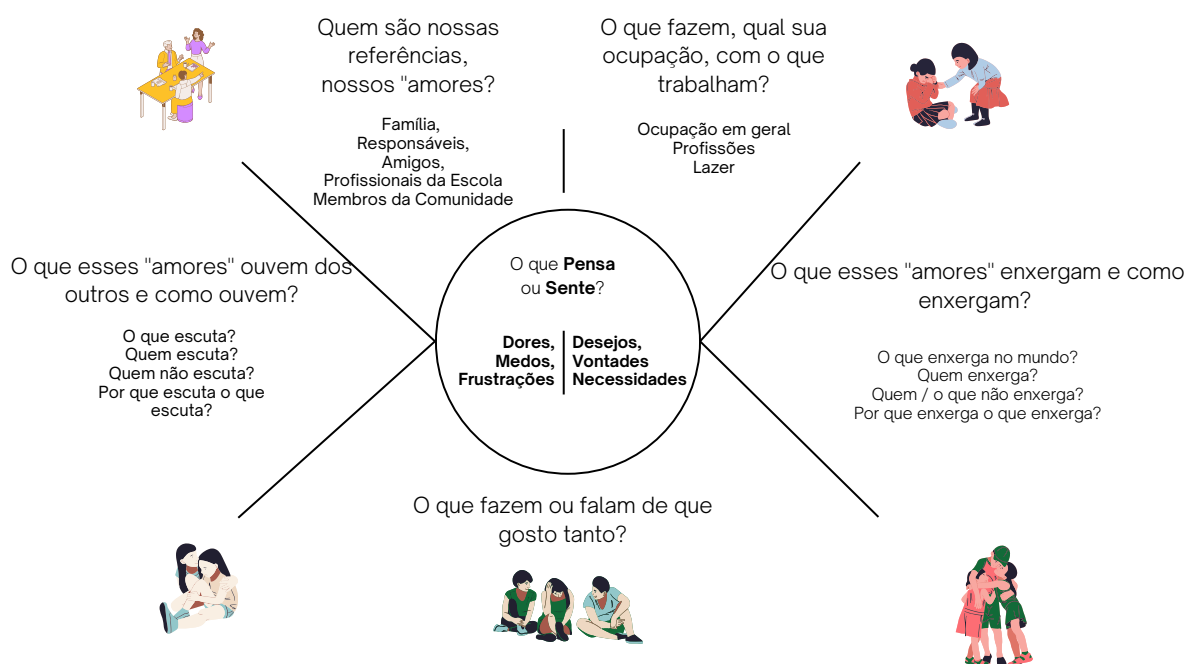 Quem são nossas
referências,
nossos "amores?
Família,
Responsáveis,
Amigos,
Profissionais da Escola
Membros da Comunidade
O que fazem, qual sua
ocupação, com o que
trabalham?
Ocupação em geral
Profissões
Lazer
O que esses "amores" ouvem dos
outros e como ouvem?
O que escuta?
Quem escuta?
Quem não escuta?
Por que escuta o que
escuta?
O que Pensa
ou Sente?
Dores,
Medos,
Frustrações
Desejos,
Vontades
Necessidades
O que esses "amores" enxergam e como
enxergam?
O que enxerga no mundo?
Quem enxerga?
Quem / o que não enxerga?
Por que enxerga o que enxerga?
O que fazem ou falam de que
gosto tanto?